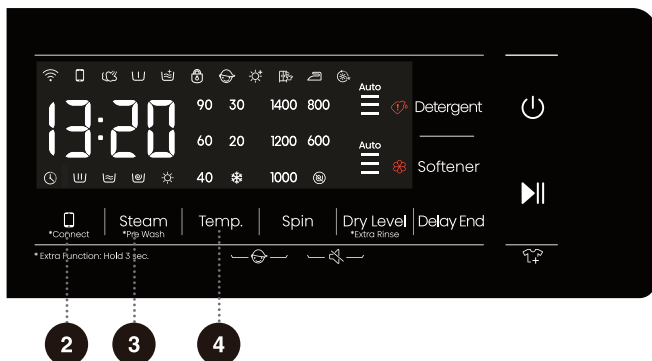 Auto
90 30 1400 800
Detergent
13:20
60 20 1200 600
Auto
Softener
40 1000
Steam Temp. Spin Dry Level Delay End
*Connect *Pre Wash *Extra Rinse
* Extra Function: Hold 3 sec.
2 3 4